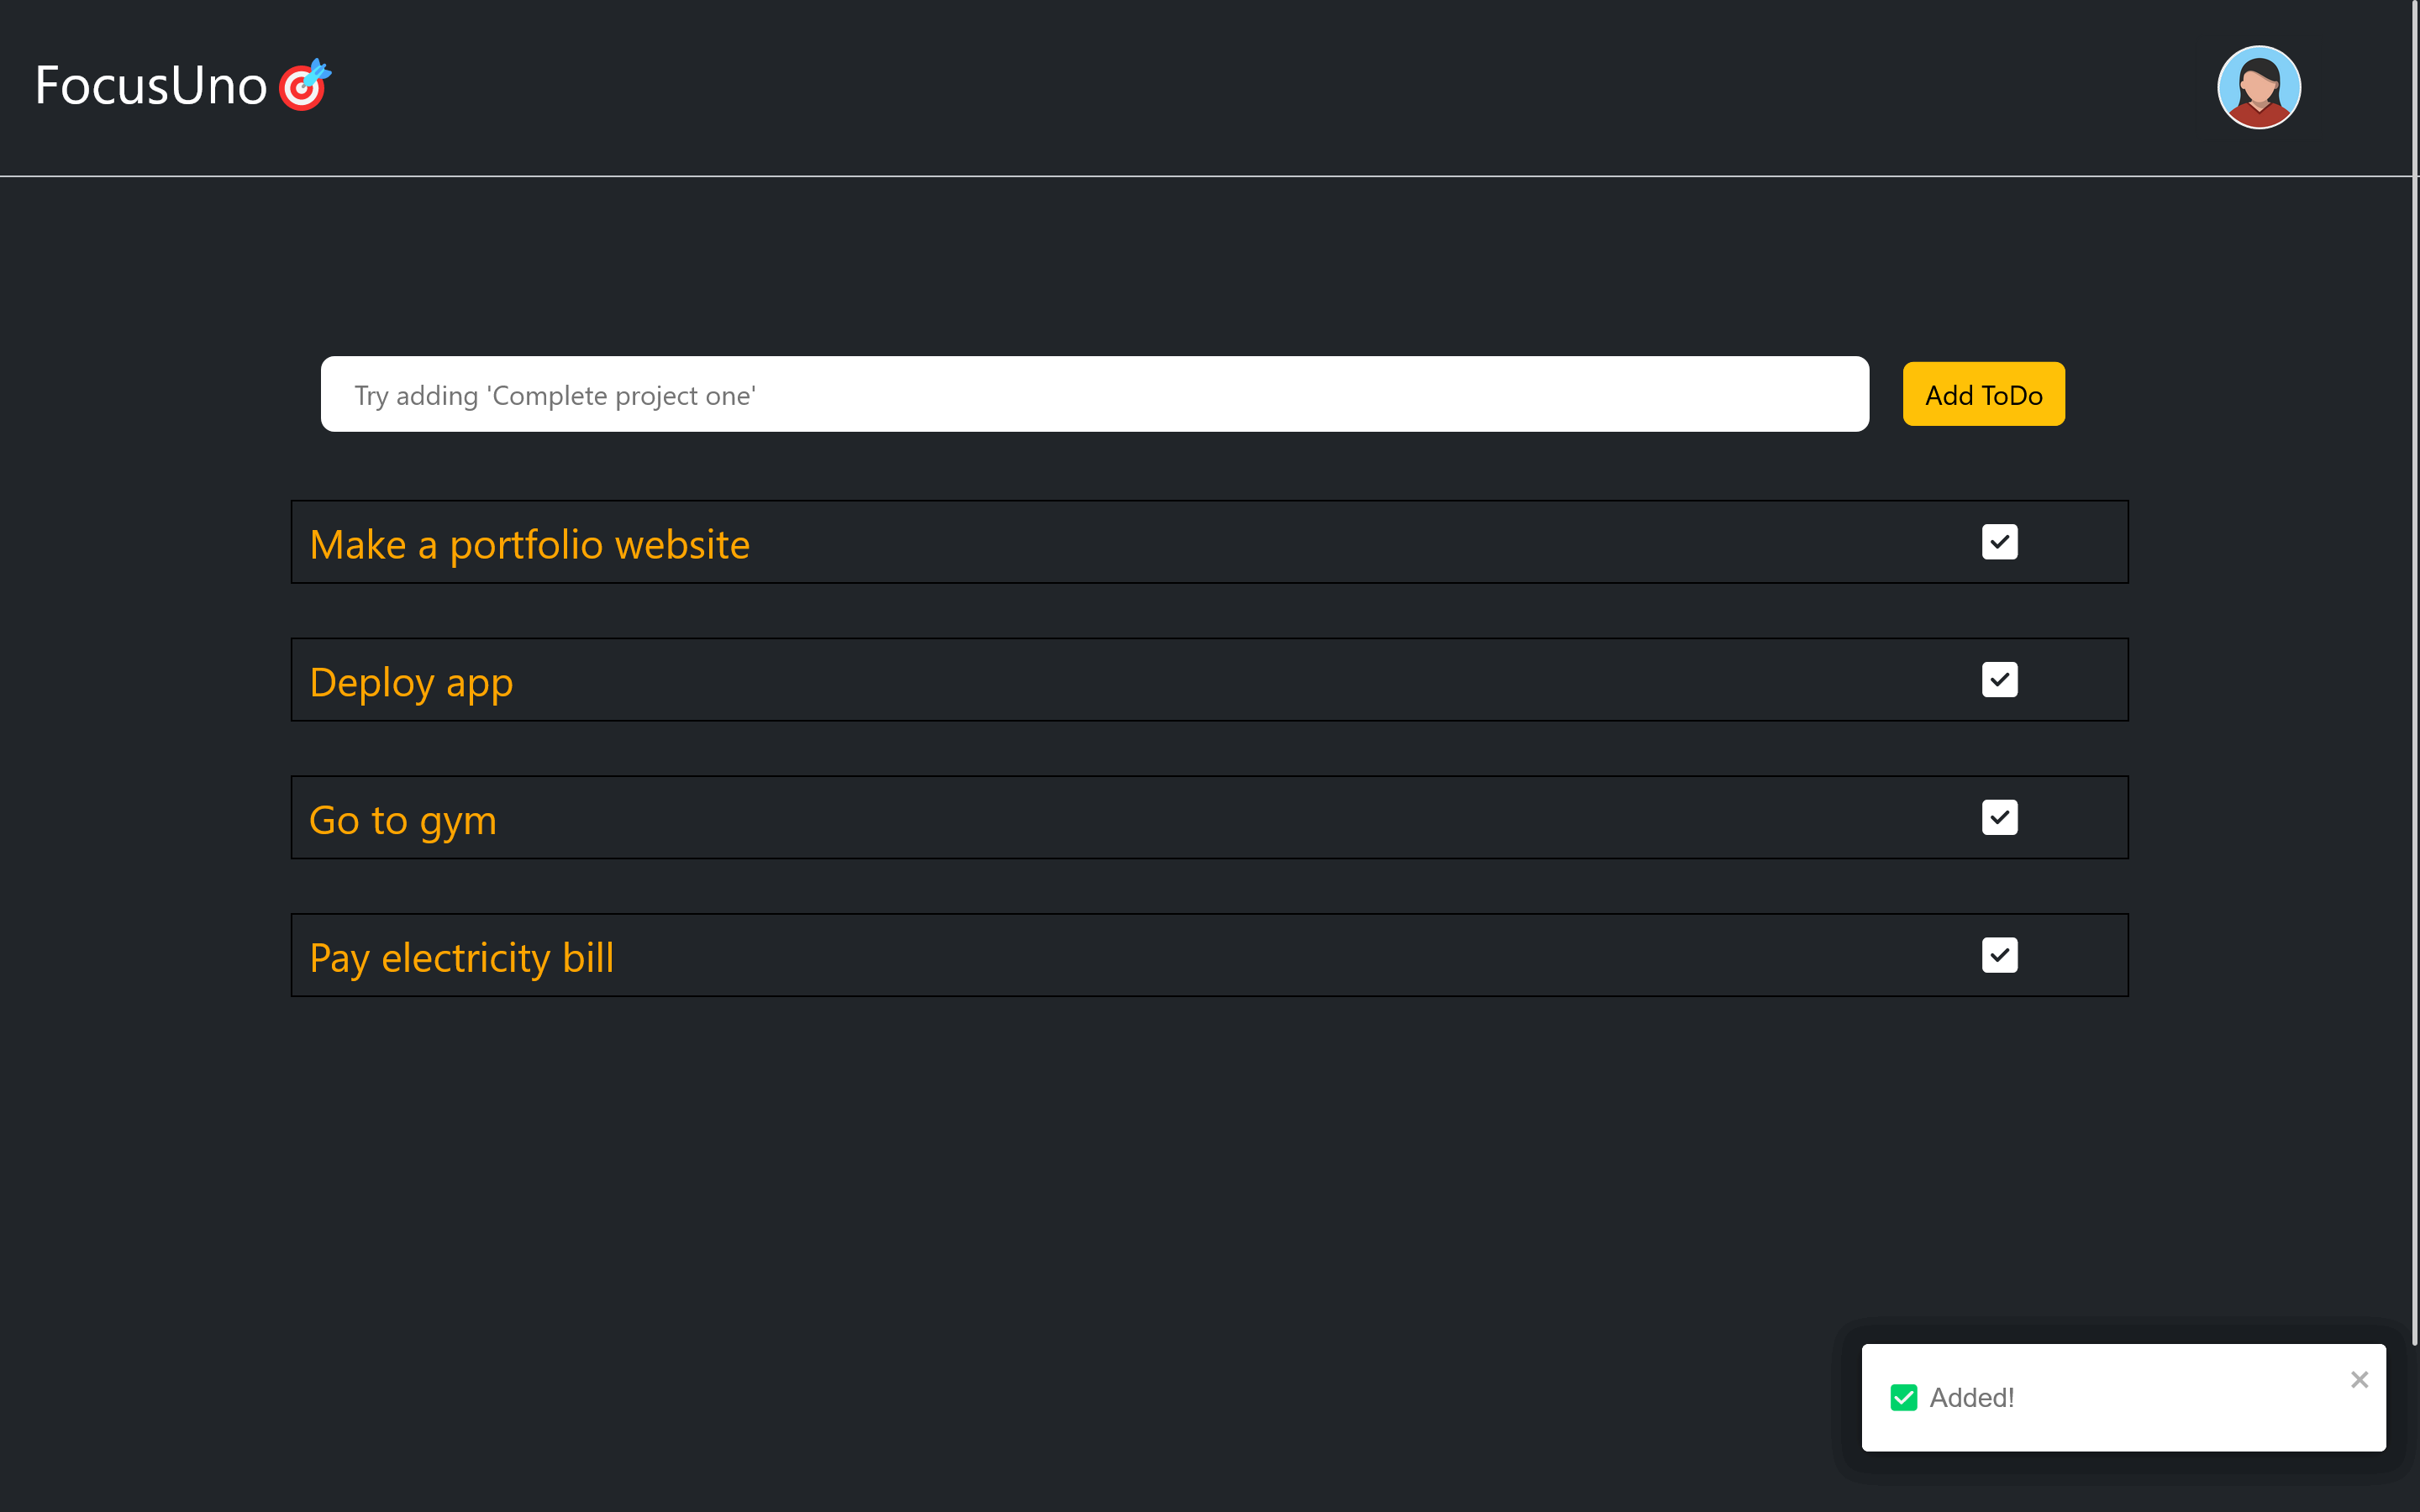 FocusUno
Try adding 'Complete project one'
Add ToDo
Make a portfolio website
Deploy app
Go to gym
Pay electricity bill
Added!